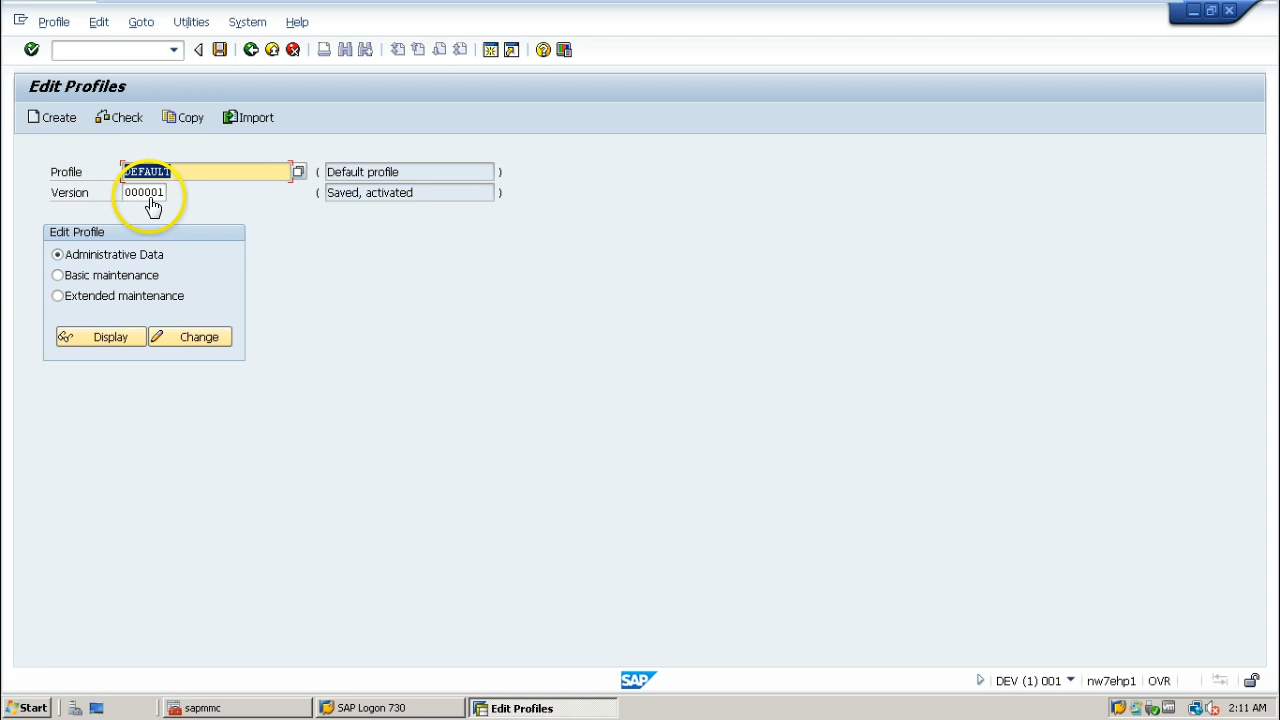 Profile Edit Goto Utilities System Help
Edit Profiles
Create Check Copy Import
Profile DEFAULT ( Default profile )
Version 000001 ( Saved, activated )
Edit Profile
Administrative Data
Basic maintenance
Extended maintenance
Display Change
SAP DEV (1) 001 nw7ehp1 OVR
Start sapmmc SAP Logon 730 Edit Profiles 2:11 AM